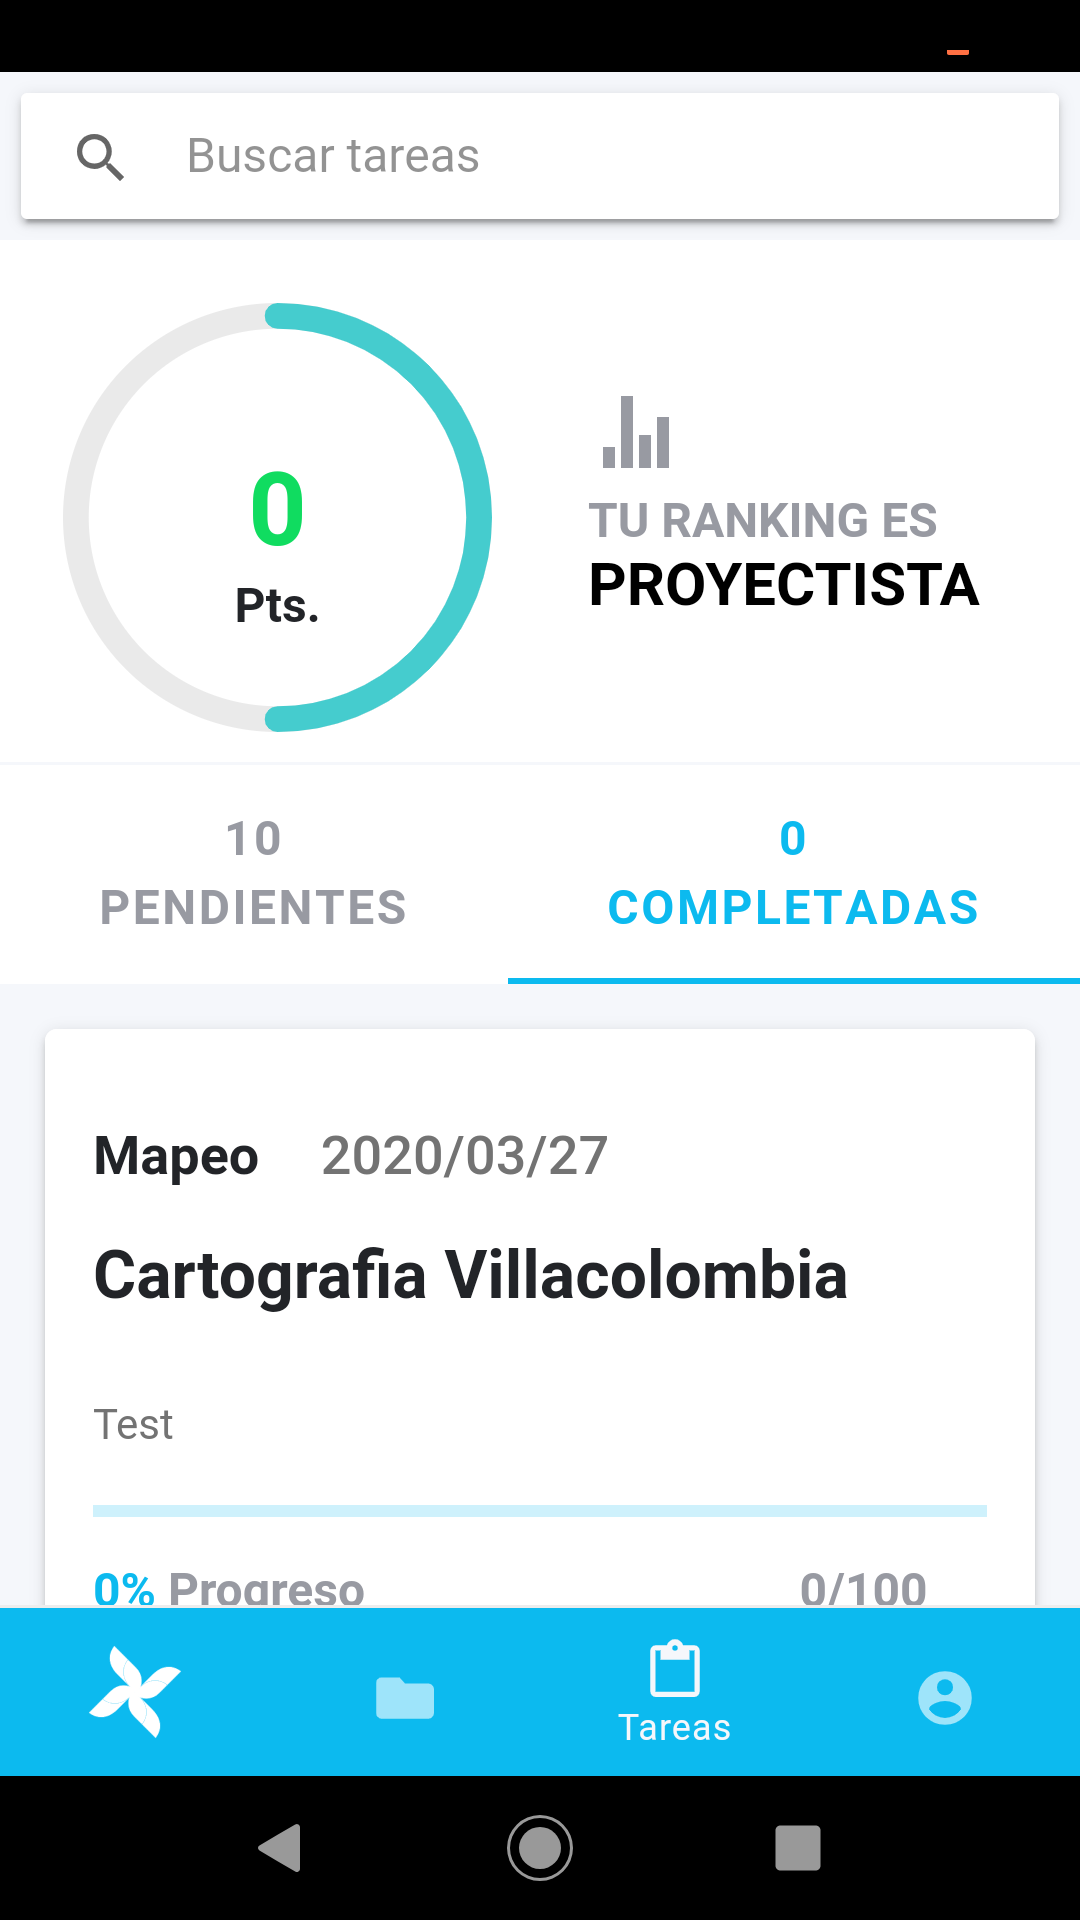 Buscar tareas
0
Pts.
TU RANKING ES
PROYECTISTA
10
PENDIENTES
0
COMPLETADAS
Mapeo 2020/03/27
Cartografia Villacolombia
Test
0% Progreso 0/100
Tareas